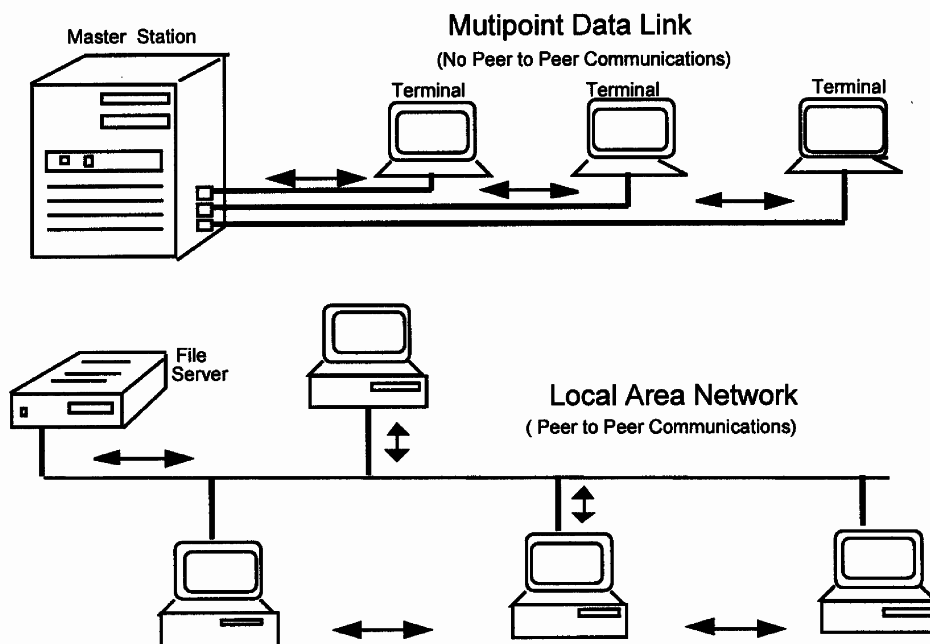 Mutipoint Data Link
Master Station
(No Peer to Peer Communications)
Terminal
Terminal
Terminal
File
Server
Local Area Network
( Peer to Peer Communications)